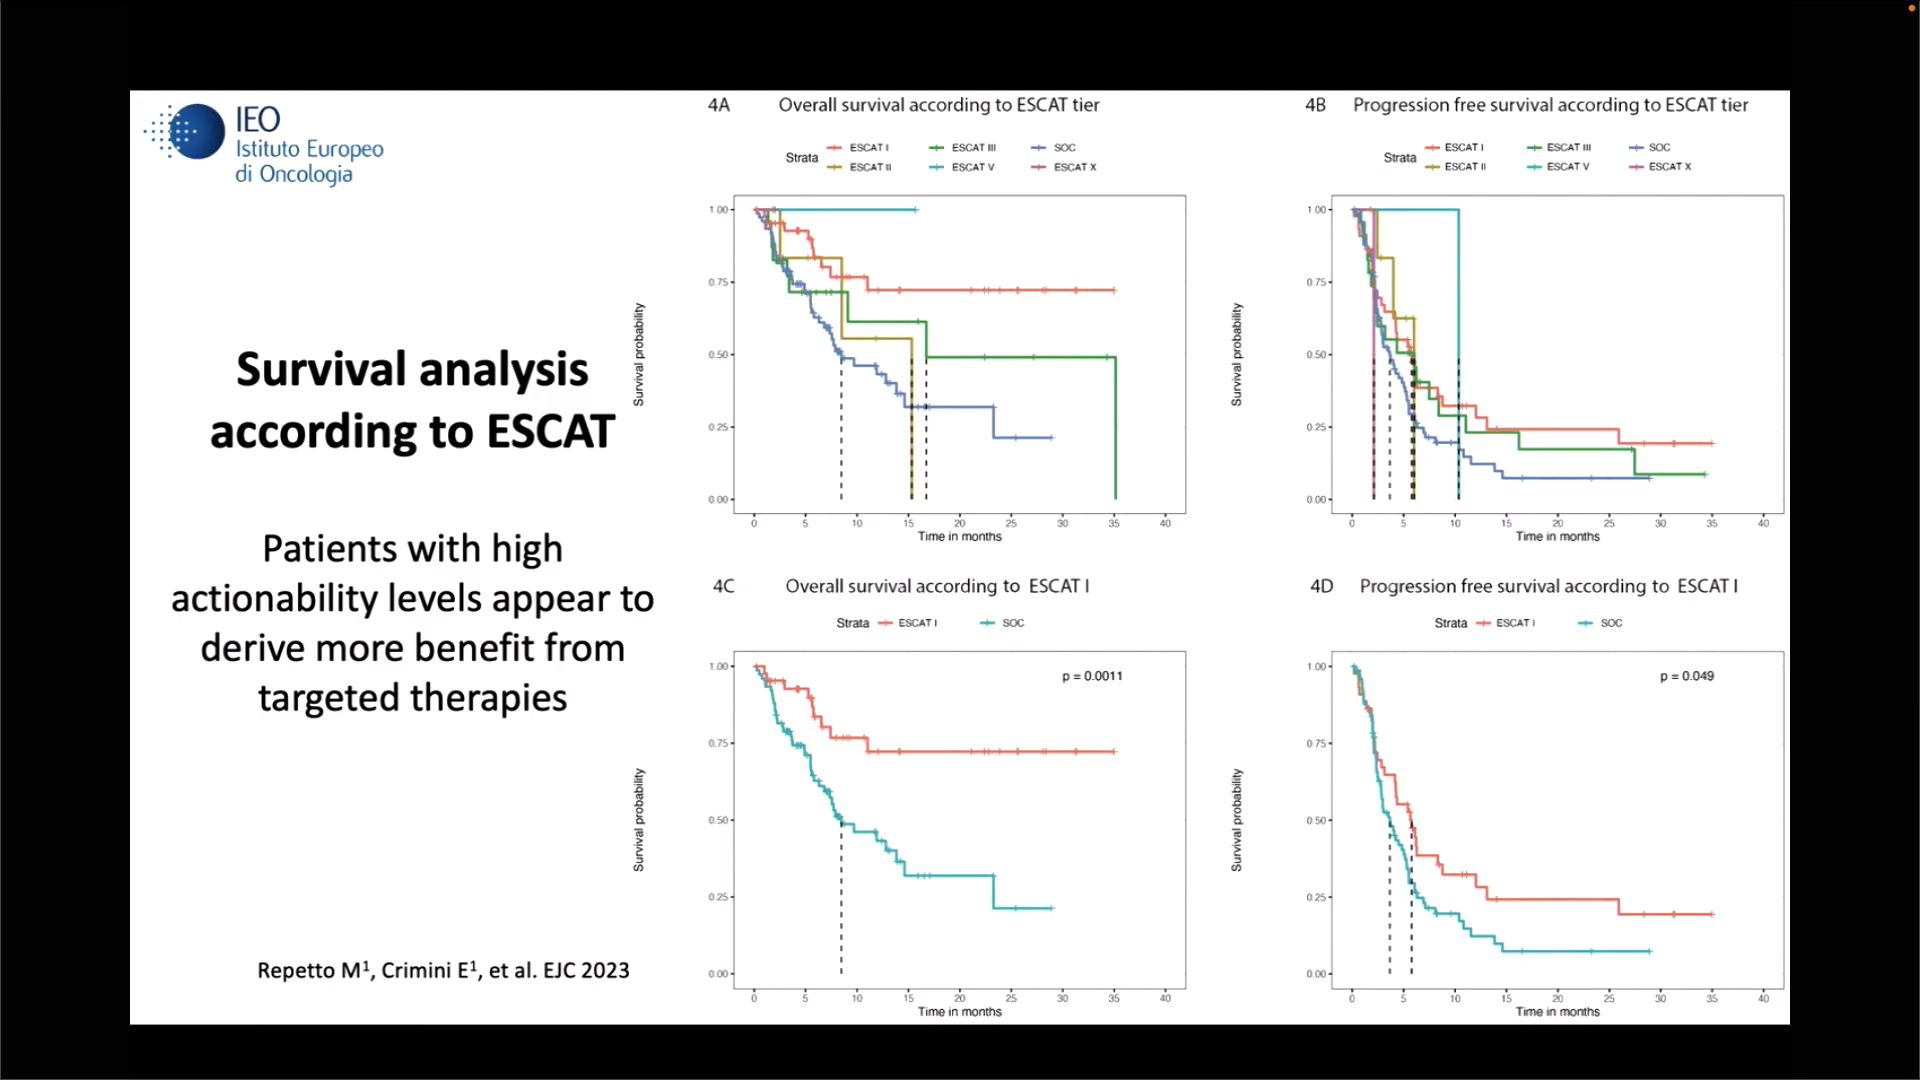 IEO
Istituto Europeo
di Oncologia
Survival analysis
according to ESCAT
Patients with high
actionability levels appear to
derive more benefit from
targeted therapies
Repetto M¹, Crimini E¹, et al. EJC 2023
4A Overall survival according to ESCAT tier
Strata ESCAT I ESCAT III SOC
ESCAT II ESCAT V ESCAT X
Survival probability
1.00
0.75
0.50
0.25
0.00
0 5 10 15 20 25 30 35 40
Time in months
4B Progression free survival according to ESCAT tier
Strata ESCAT I ESCAT III SOC
ESCAT II ESCAT V ESCAT X
Survival probability
1.00
0.75
0.50
0.25
0.00
0 5 10 15 20 25 30 35 40
Time in months
4C Overall survival according to ESCAT I
Strata ESCAT I SOC
p = 0.0011
Survival probability
1.00
0.75
0.50
0.25
0.00
0 5 10 15 20 25 30 35 40
Time in months
4D Progression free survival according to ESCAT I
Strata ESCAT I SOC
p = 0.049
Survival probability
1.00
0.75
0.50
0.25
0.00
0 5 10 15 20 25 30 35 40
Time in months